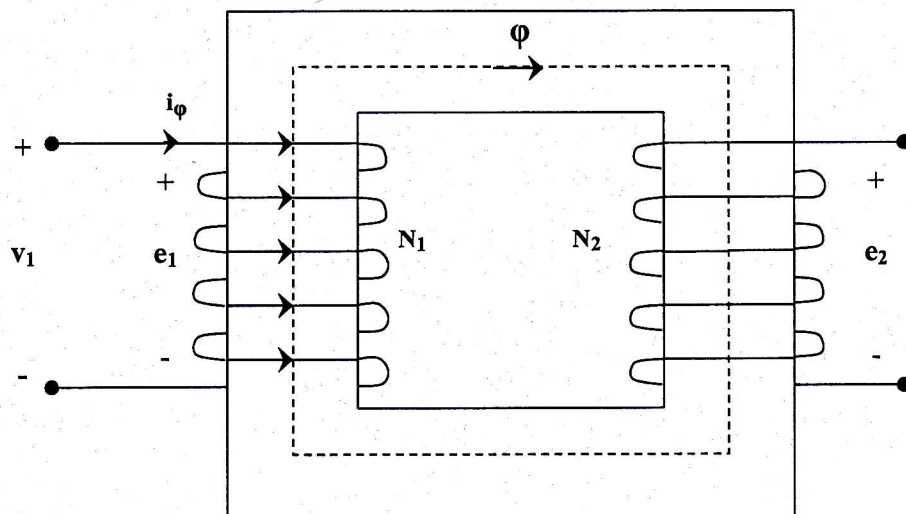 φ
i_φ
+
+
+
v₁
e₁
N₁
N₂
e₂
-
-
-